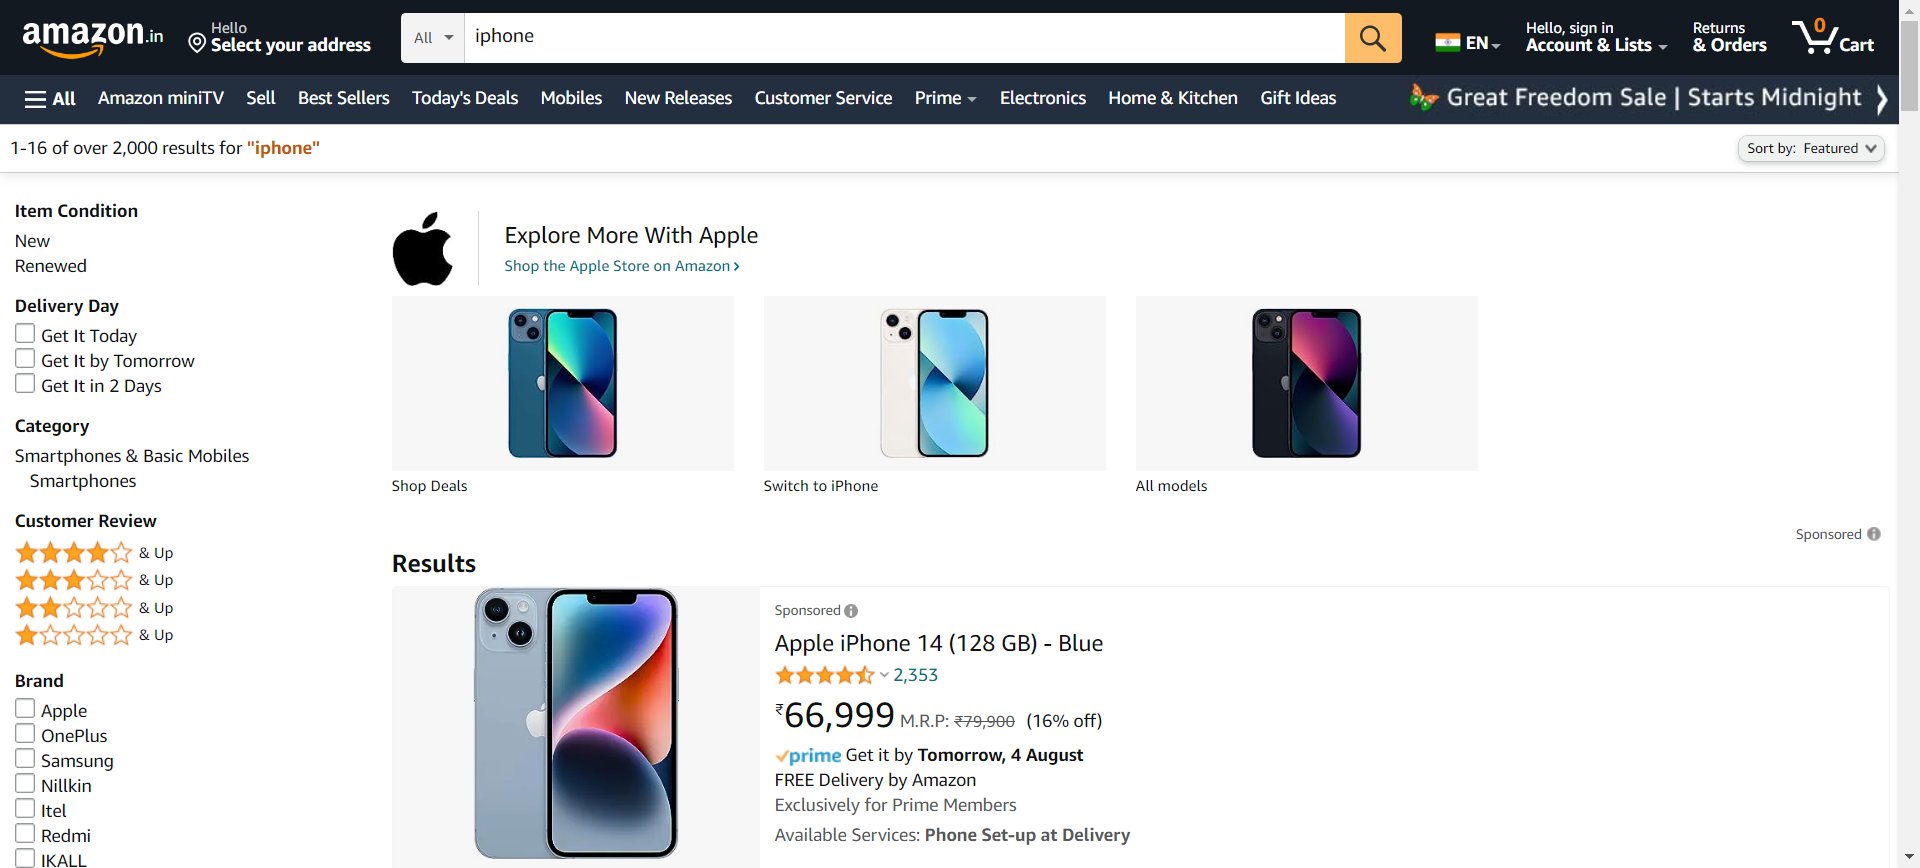 amazon.in
Hello
Select your address
All
iphone
EN
Hello, sign in
Account & Lists
Returns
& Orders
0
Cart
All
Amazon miniTV
Sell
Best Sellers
Today's Deals
Mobiles
New Releases
Customer Service
Prime
Electronics
Home & Kitchen
Gift Ideas
Great Freedom Sale | Starts Midnight
1-16 of over 2,000 results for "iphone"
Sort by: Featured
Item Condition
New
Renewed
Delivery Day
Get It Today
Get It by Tomorrow
Get It in 2 Days
Category
Smartphones & Basic Mobiles
Smartphones
Customer Review
& Up
& Up
& Up
& Up
Brand
Apple
OnePlus
Samsung
Nillkin
Itel
Redmi
IKALL
Explore More With Apple
Shop the Apple Store on Amazon ›
Shop Deals
Switch to iPhone
All models
Sponsored
Results
Sponsored
Apple iPhone 14 (128 GB) - Blue
2,353
₹66,999 M.R.P: ₹79,900 (16% off)
prime Get it by Tomorrow, 4 August
FREE Delivery by Amazon
Exclusively for Prime Members
Available Services: Phone Set-up at Delivery